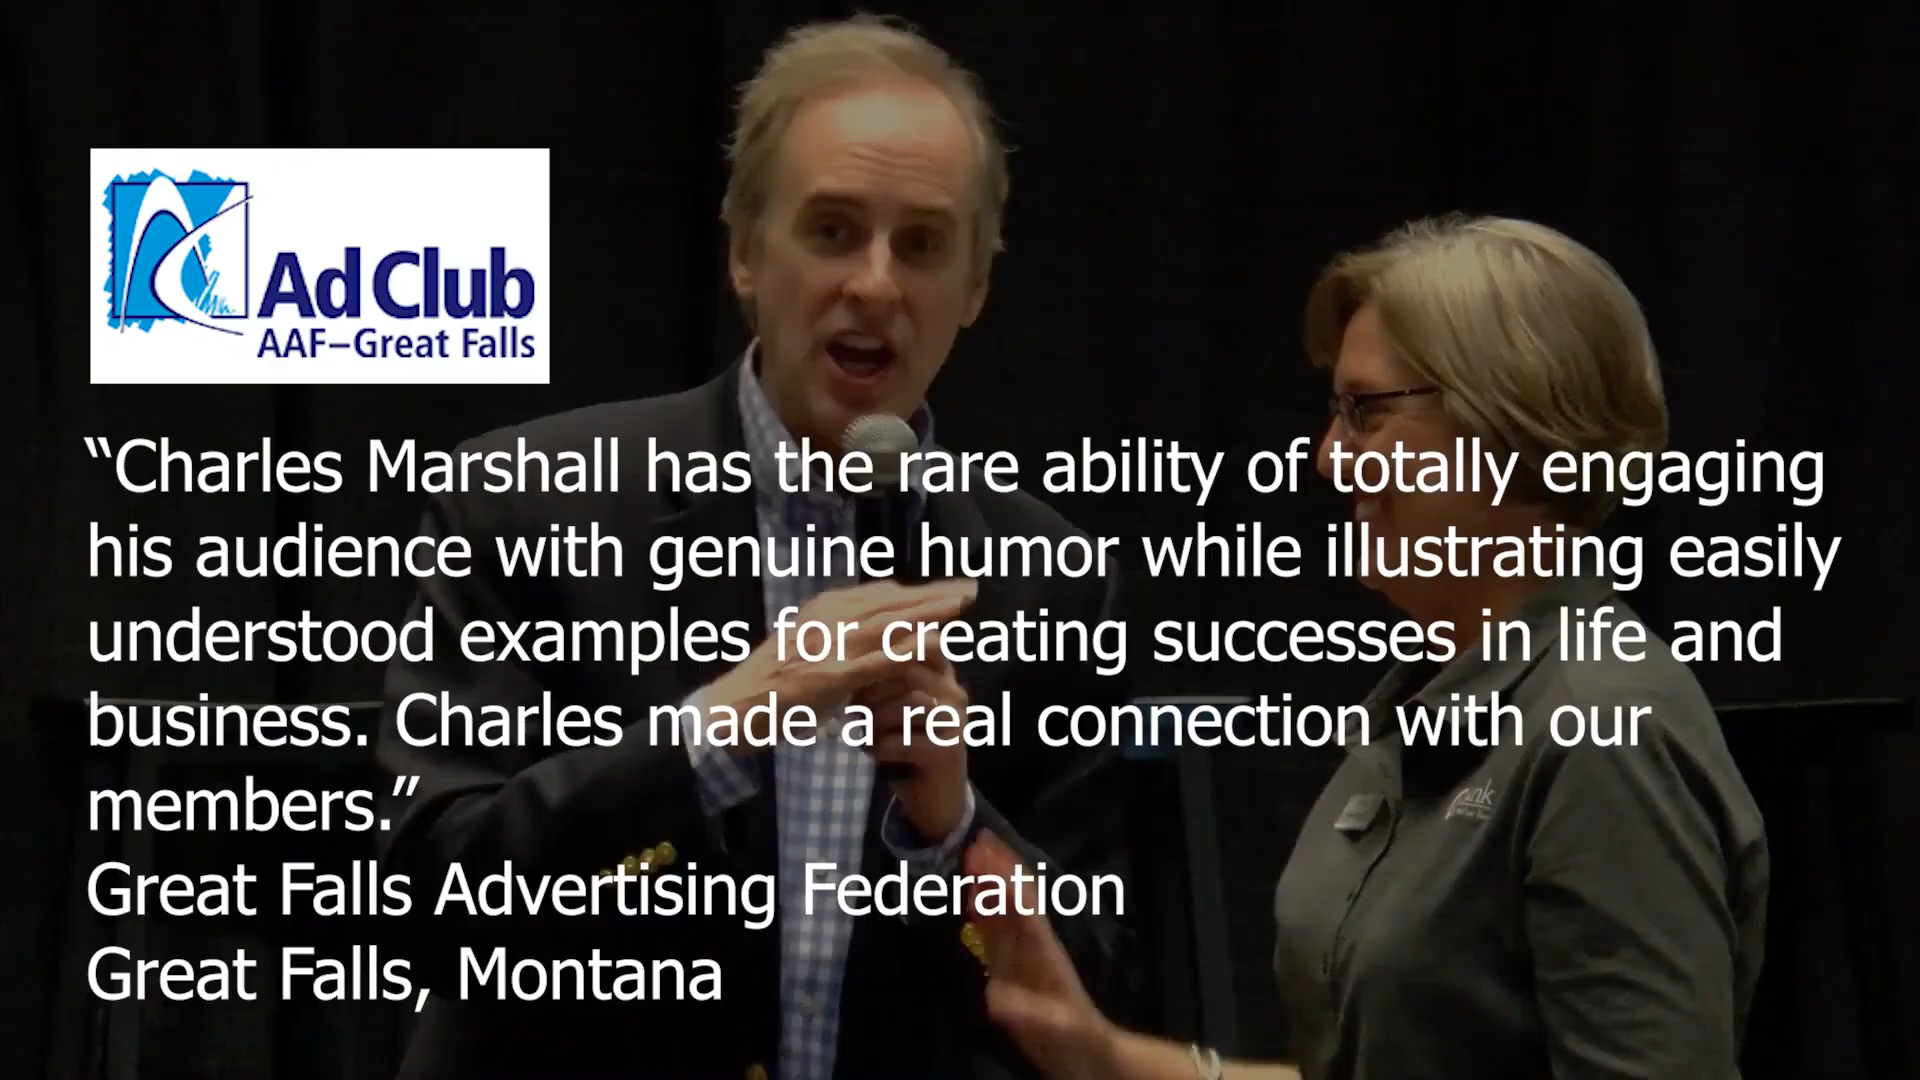 Ad Club
AAF–Great Falls
“Charles Marshall has the rare ability of totally engaging
his audience with genuine humor while illustrating easily
understood examples for creating successes in life and
business. Charles made a real connection with our
members.”
Great Falls Advertising Federation
Great Falls, Montana